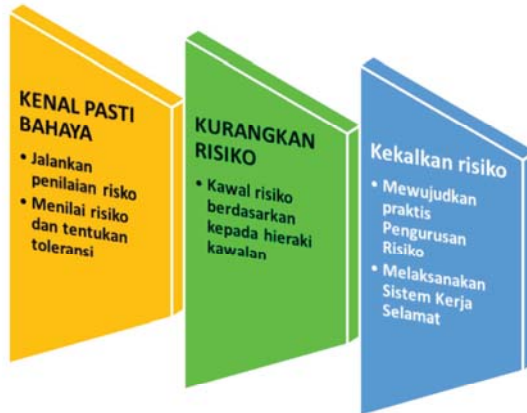 KENAL PASTI
BAHAYA
• Jalankan
penilaian risko
• Menilai risiko
dan tentukan
toleransi
KURANGKAN
RISIKO
• Kawal risiko
berdasarkan
kepada hieraki
kawalan
Kekalkan risiko
• Mewujudkan
praktis
Pengurusan
Risiko
• Melaksanakan
Sistem Kerja
Selamat